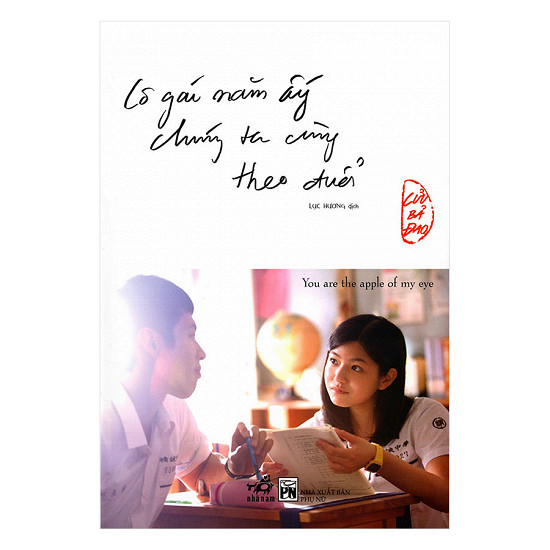 Cô gái năm ấy
chúng ta cùng
theo đuổi
LỤC HƯƠNG dịch
CỬU
BẢ
ĐAO
You are the apple of my eye
nhã nam
PN
NHÀ XUẤT BẢN
PHỤ NỮ